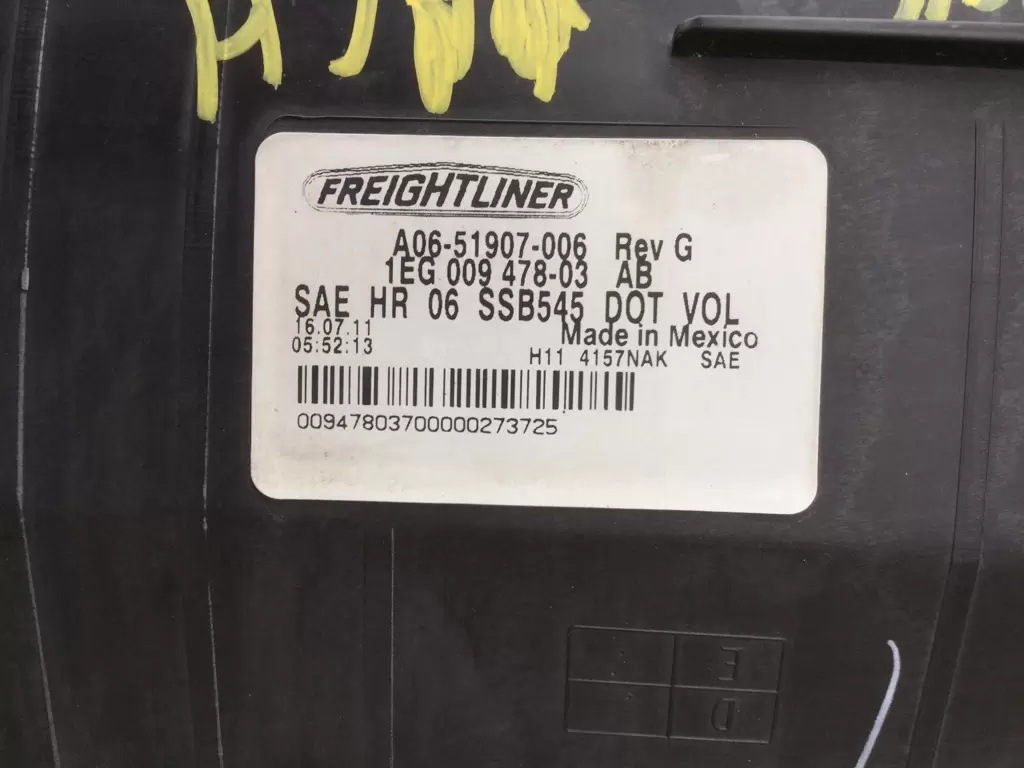 FREIGHTLINER
A06-51907-006 Rev G
1EG 009 478-03 AB
SAE HR 06 SSB545 DOT VOL
16.07.11 Made in Mexico
05:52:13 H11 4157NAK SAE
00947803700000273725
E
D